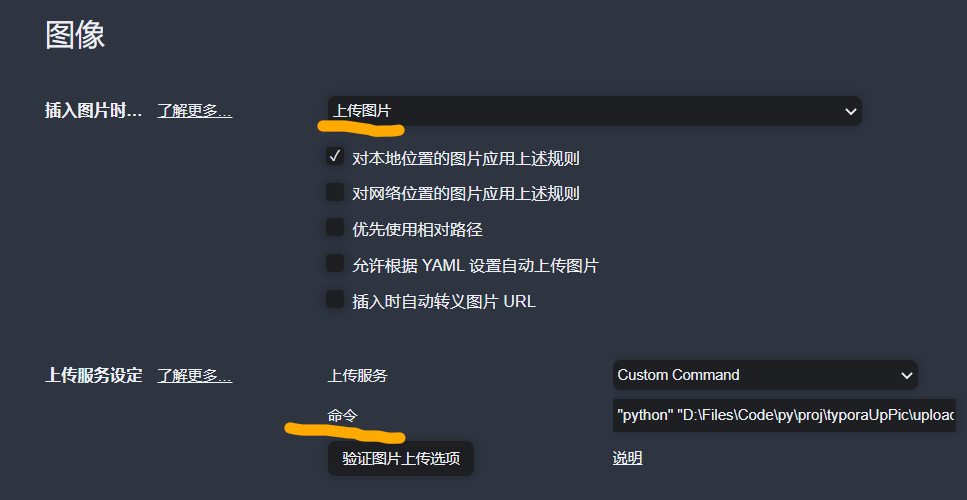 图像
插入图片时... 了解更多... 上传图片
对本地位置的图片应用上述规则
对网络位置的图片应用上述规则
优先使用相对路径
允许根据 YAML 设置自动上传图片
插入时自动转义图片 URL
上传服务设定 了解更多... 上传服务 Custom Command
命令 "python" "D:\Files\Code\py\proj\typoraUpPic\upload
验证图片上传选项 说明